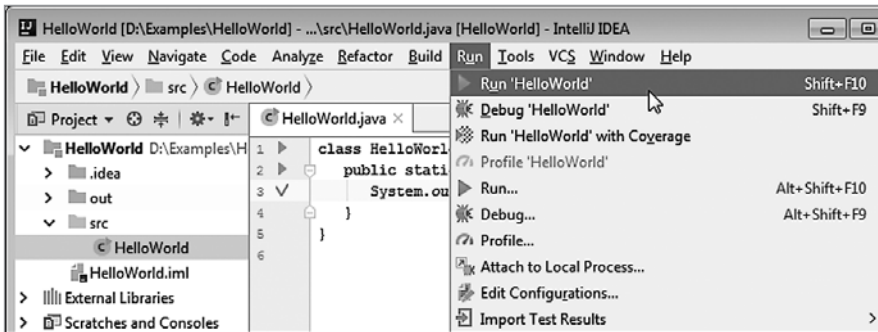 HelloWorld [D:\Examples\HelloWorld] - ...\src\HelloWorld.java [HelloWorld] - IntelliJ IDEA
File Edit View Navigate Code Analyze Refactor Build Run Tools VCS Window Help
HelloWorld src HelloWorld
Project
HelloWorld D:\Examples\H
.idea
out
src
HelloWorld
HelloWorld.iml
External Libraries
Scratches and Consoles
HelloWorld.java
1 class HelloWorl
2 public stati
3 System.ou
4 }
5 }
6
Run 'HelloWorld' Shift+F10
Debug 'HelloWorld' Shift+F9
Run 'HelloWorld' with Coverage
Profile 'HelloWorld'
Run... Alt+Shift+F10
Debug... Alt+Shift+F9
Profile...
Attach to Local Process...
Edit Configurations...
Import Test Results